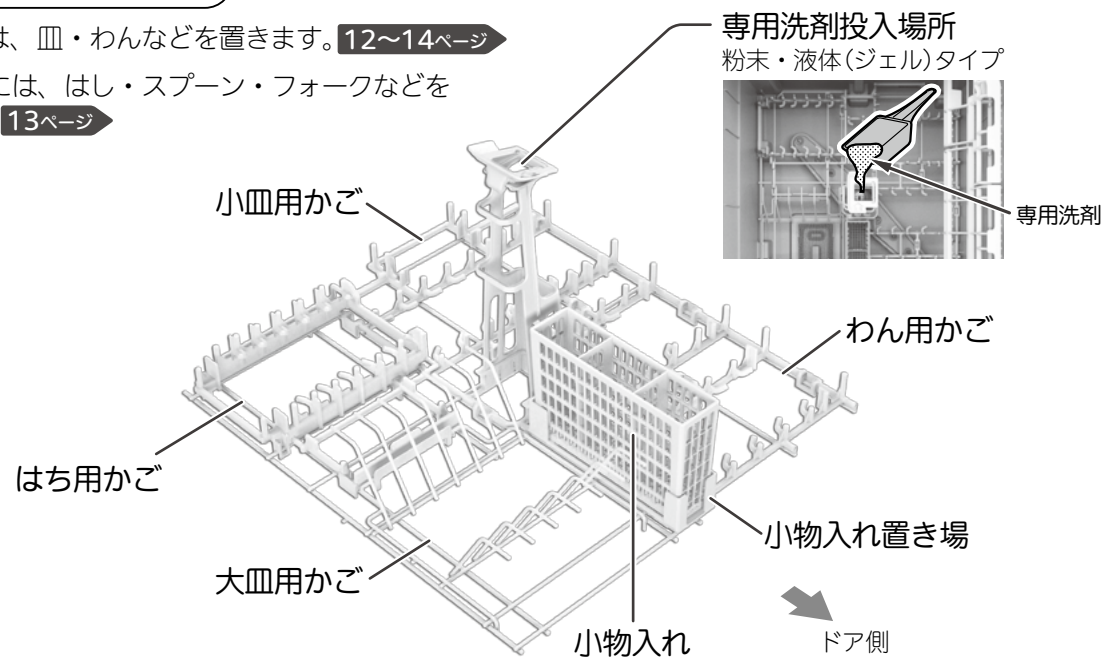 は、皿・わんなどを置きます。12〜14ページ
には、はし・スプーン・フォークなどを
13ページ
専用洗剤投入場所
粉末・液体(ジェル)タイプ
専用洗剤
小皿用かご
わん用かご
はち用かご
小物入れ置き場
大皿用かご
小物入れ
ドア側